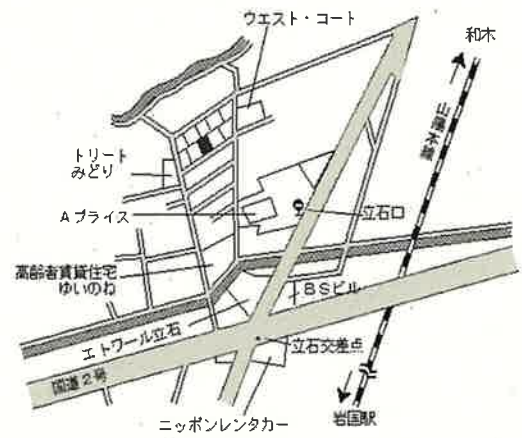 ウエスト・コート
和木
山陽本線
トリート
みどり
Aプライス
立石口
高齢者賃貸住宅
ゆいのね
BSビル
エトワール立石
立石交差点
国道2号
ニッポンレンタカー
岩国駅